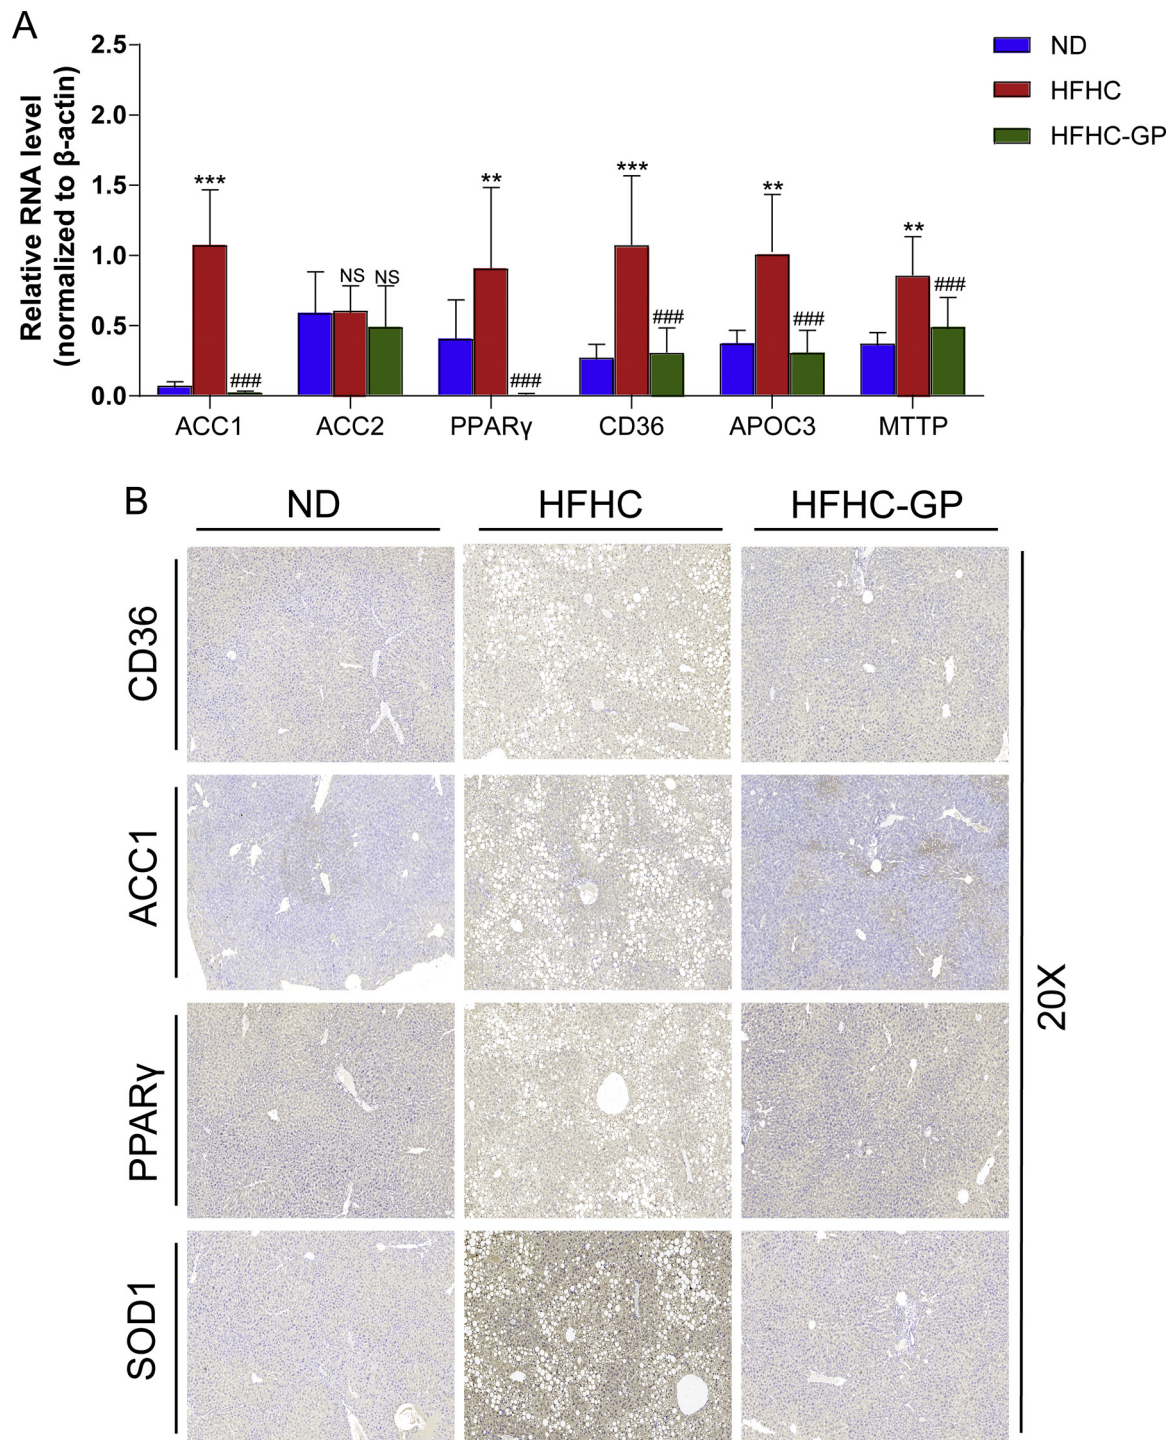 A
Relative RNA level
(normalized to β-actin)
2.5
2.0
1.5
1.0
0.5
0.0
ND
HFHC
HFHC-GP
***
###
NS
NS
**
###
***
###
**
###
**
###
ACC1
ACC2
PPARγ
CD36
APOC3
MTTP
B
ND
HFHC
HFHC-GP
CD36
ACC1
PPARγ
SOD1
20X